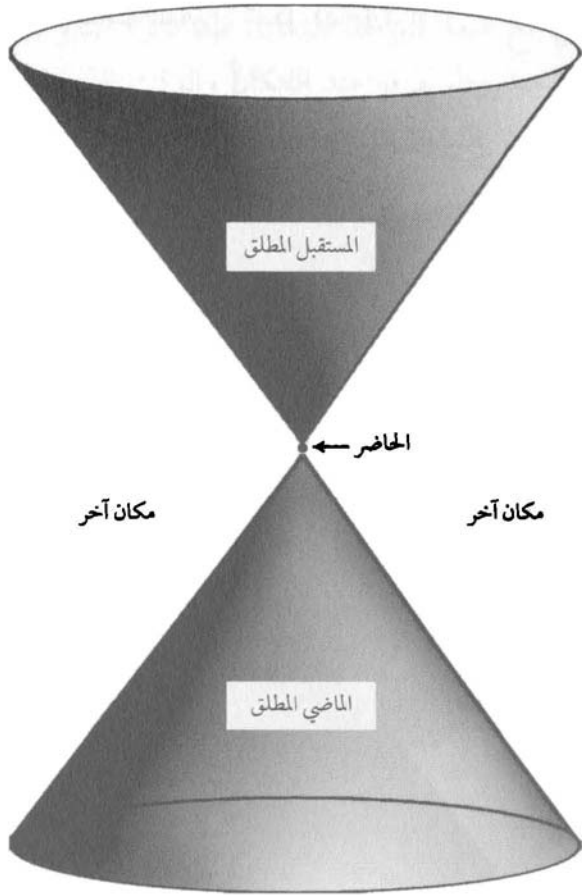 المستقبل المطلق
الحاضر
مكان آخر
مكان آخر
الماضي المطلق